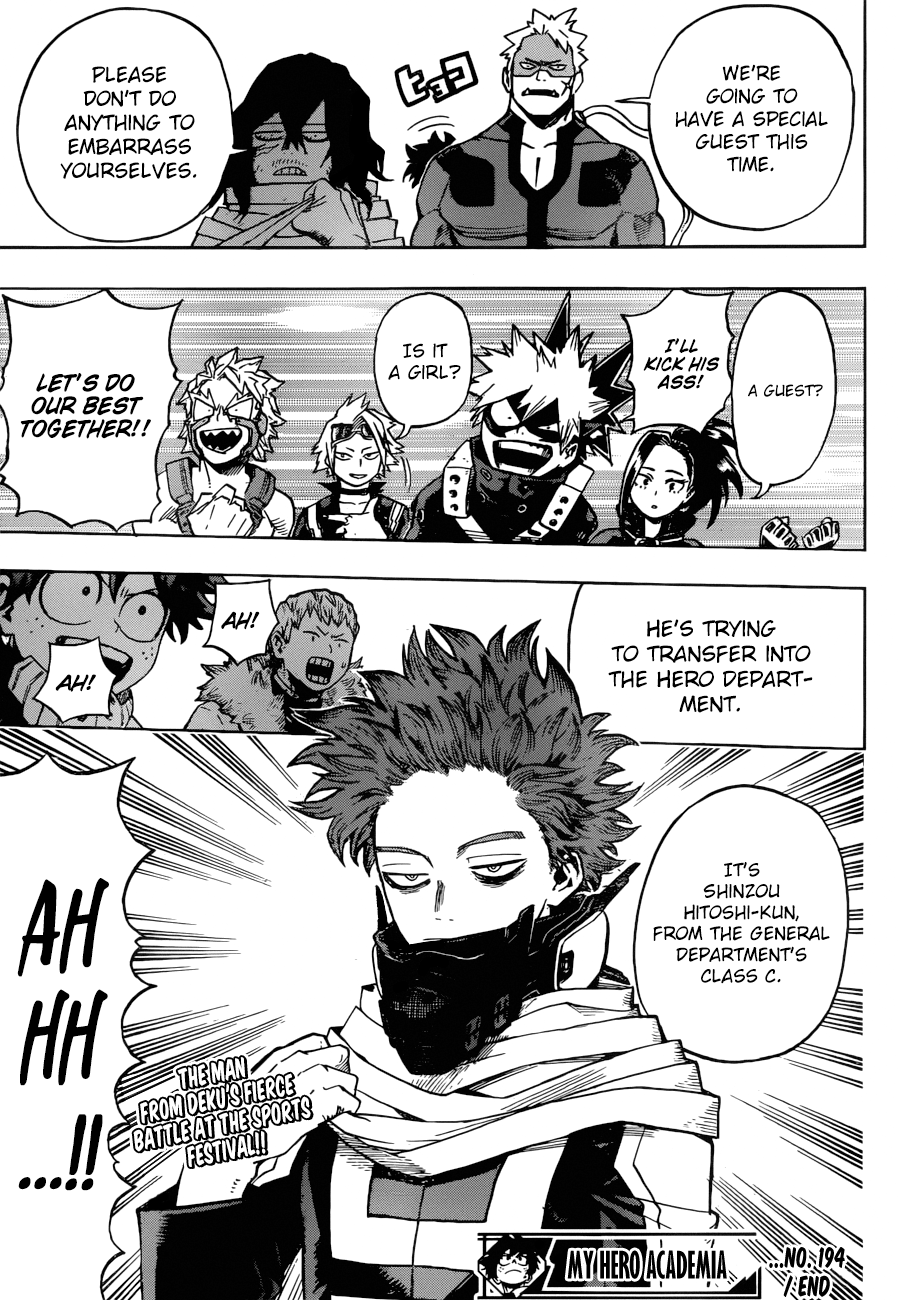 WE'RE
GOING TO
HAVE A SPECIAL
GUEST THIS
TIME.
ヒョコ
PLEASE
DON'T DO
ANYTHING TO
EMBARRASS
YOURSELVES.
A GUEST?
I'LL
KICK HIS
ASS!
IS IT
A GIRL?
LET'S DO
OUR BEST
TOGETHER!!
HE'S TRYING
TO TRANSFER INTO
THE HERO DEPART-
MENT.
AH!
AH!
IT'S
SHINZOU
HITOSHI-KUN,
FROM THE GENERAL
DEPARTMENT'S
CLASS C.
AH
HH
...!!
THE MAN
FROM DEKU'S FIERCE
BATTLE AT THE SPORTS
FESTIVAL!!
MY HERO ACADEMIA
...NO. 194
/ END